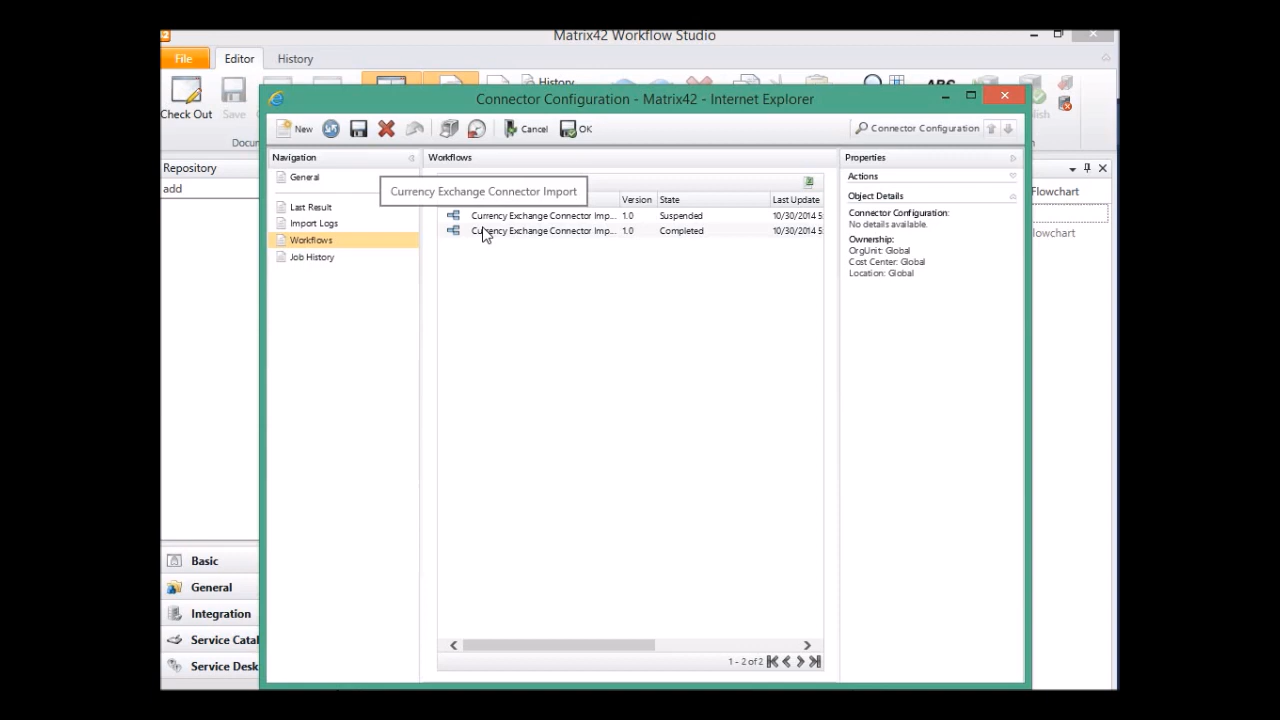 Matrix42 Workflow Studio
File
Editor
History
History
Check Out
Save
ABC
Connector Configuration - Matrix42 - Internet Explorer
New
Cancel
OK
Connector Configuration
Repository
add
Flowchart
Navigation
General
Last Result
Import Logs
Workflows
Job History
Workflows
Currency Exchange Connector Import
Version
State
Last Update
Currency Exchange Connector Imp... 1.0 Suspended 10/30/2014 5:
Currency Exchange Connector Imp... 1.0 Completed 10/30/2014 5:
1 - 2 of 2
Properties
Actions
Object Details
Connector Configuration:
No details available.
Ownership:
OrgUnit: Global
Cost Center: Global
Location: Global
Basic
General
Integration
Service Catal
Service Desk